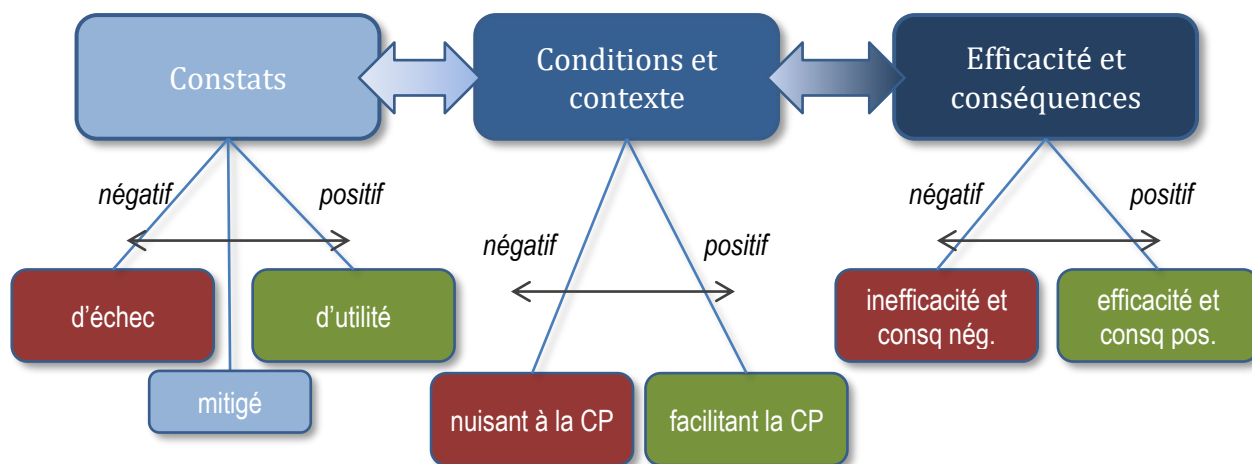 Constats
Conditions et
contexte
Efficacité et
conséquences
négatif
positif
négatif
positif
négatif
positif
d'échec
d'utilité
mitigé
nuisant à la CP
facilitant la CP
inefficacité et
consq nég.
efficacité et
consq pos.